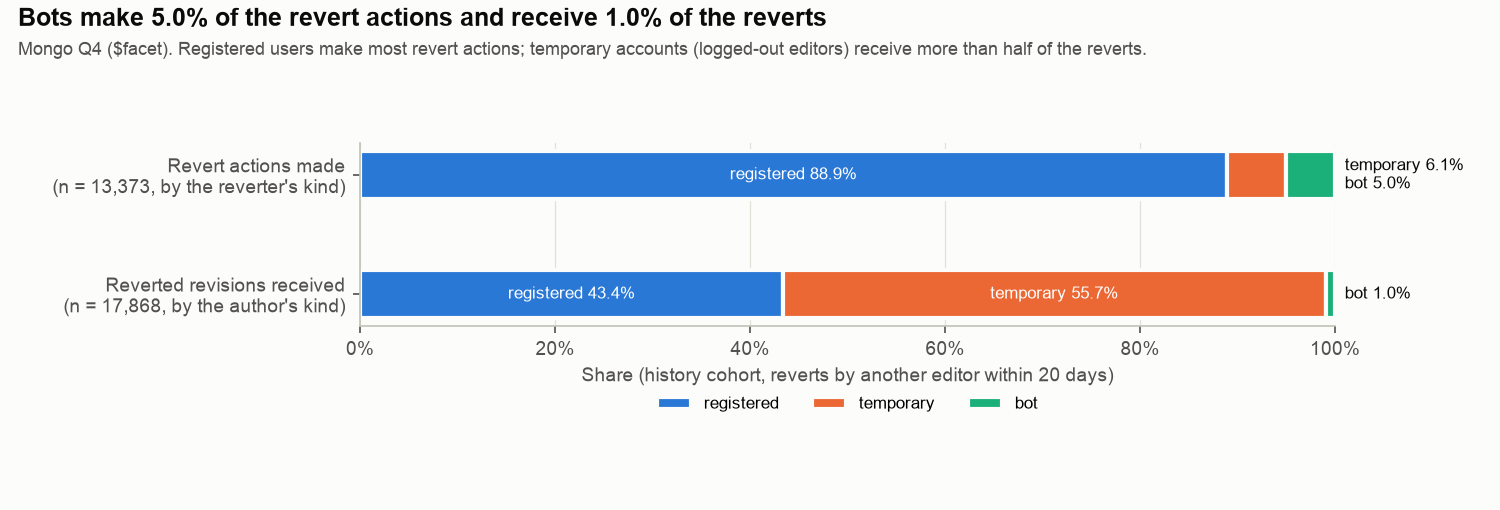 Bots make 5.0% of the revert actions and receive 1.0% of the reverts
Mongo Q4 ($facet). Registered users make most revert actions; temporary accounts (logged-out editors) receive more than half of the reverts.
Revert actions made
(n = 13,373, by the reverter's kind)
registered 88.9%
temporary 6.1%
bot 5.0%
Reverted revisions received
(n = 17,868, by the author's kind)
registered 43.4%
temporary 55.7%
bot 1.0%
0%
20%
40%
60%
80%
100%
Share (history cohort, reverts by another editor within 20 days)
registered
temporary
bot